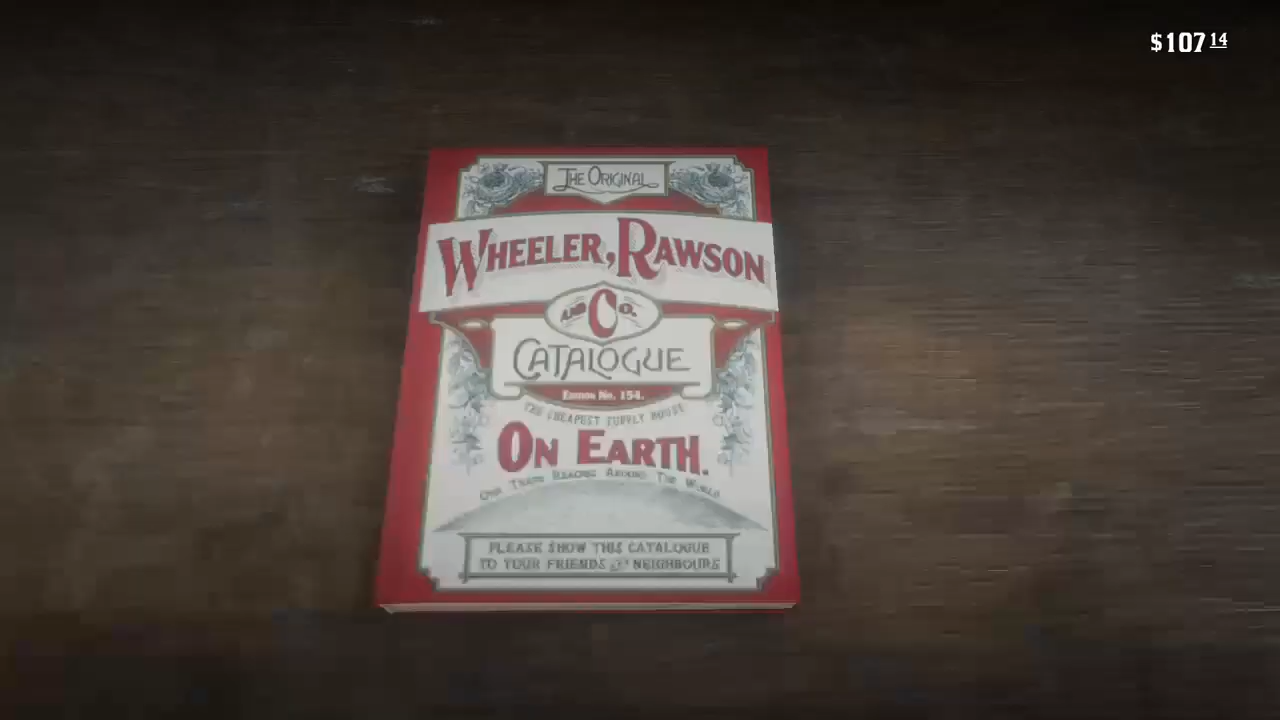 $107 14
THE ORIGINAL
WHEELER, RAWSON
AND CO.
CATALOGUE
EDITION No. 154.
THE CHEAPEST SUPPLY HOUSE
ON EARTH.
OUR TRADE REACHES AROUND THE WORLD
PLEASE SHOW THIS CATALOGUE
TO YOUR FRIENDS AND NEIGHBOURS